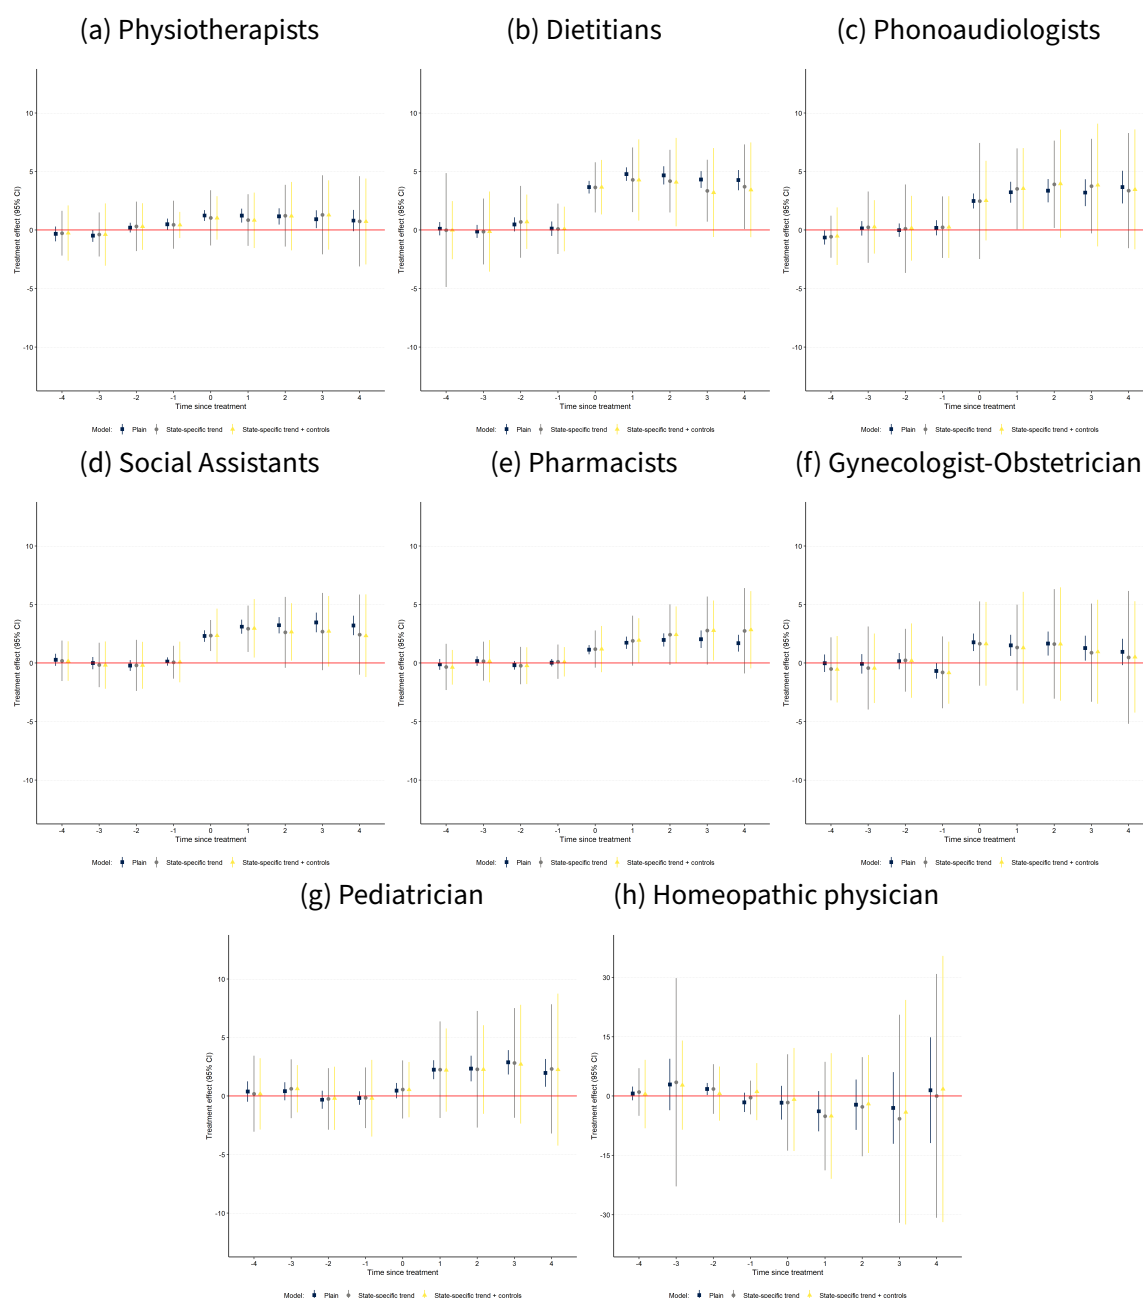 (a) Physiotherapists
(b) Dietitians
(c) Phonoaudiologists
Treatment effect (95% CI)
10
5
0
-5
-10
-4 -3 -2 -1 0 1 2 3 4
Time since treatment
Model: Plain State-specific trend State-specific trend + controls
Treatment effect (95% CI)
10
5
0
-5
-10
-4 -3 -2 -1 0 1 2 3 4
Time since treatment
Model: Plain State-specific trend State-specific trend + controls
Treatment effect (95% CI)
10
5
0
-5
-10
-4 -3 -2 -1 0 1 2 3 4
Time since treatment
Model: Plain State-specific trend State-specific trend + controls
(d) Social Assistants
(e) Pharmacists
(f) Gynecologist-Obstetrician
Treatment effect (95% CI)
10
5
0
-5
-10
-4 -3 -2 -1 0 1 2 3 4
Time since treatment
Model: Plain State-specific trend State-specific trend + controls
Treatment effect (95% CI)
10
5
0
-5
-10
-4 -3 -2 -1 0 1 2 3 4
Time since treatment
Model: Plain State-specific trend State-specific trend + controls
Treatment effect (95% CI)
10
5
0
-5
-10
-4 -3 -2 -1 0 1 2 3 4
Time since treatment
Model: Plain State-specific trend State-specific trend + controls
(g) Pediatrician
(h) Homeopathic physician
Treatment effect (95% CI)
10
5
0
-5
-10
-4 -3 -2 -1 0 1 2 3 4
Time since treatment
Model: Plain State-specific trend State-specific trend + controls
Treatment effect (95% CI)
30
15
0
-15
-30
-4 -3 -2 -1 0 1 2 3 4
Time since treatment
Model: Plain State-specific trend State-specific trend + controls